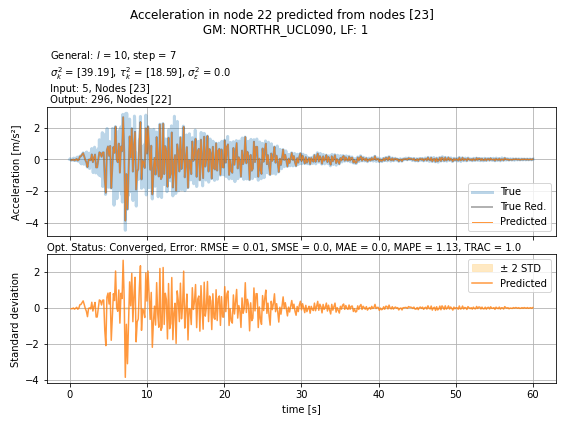 Acceleration in node 22 predicted from nodes [23]
GM: NORTHR_UCL090, LF: 1
General: l = 10, step = 7
σ²ₖ = [39.19], τ²ₖ = [18.59], σ²ε = 0.0
Input: 5, Nodes [23]
Output: 296, Nodes [22]
Acceleration [m/s²]
2
0
−2
−4
True
True Red.
Predicted
Opt. Status: Converged, Error: RMSE = 0.01, SMSE = 0.0, MAE = 0.0, MAPE = 1.13, TRAC = 1.0
Standard deviation
2
0
−2
−4
± 2 STD
Predicted
0 10 20 30 40 50 60
time [s]